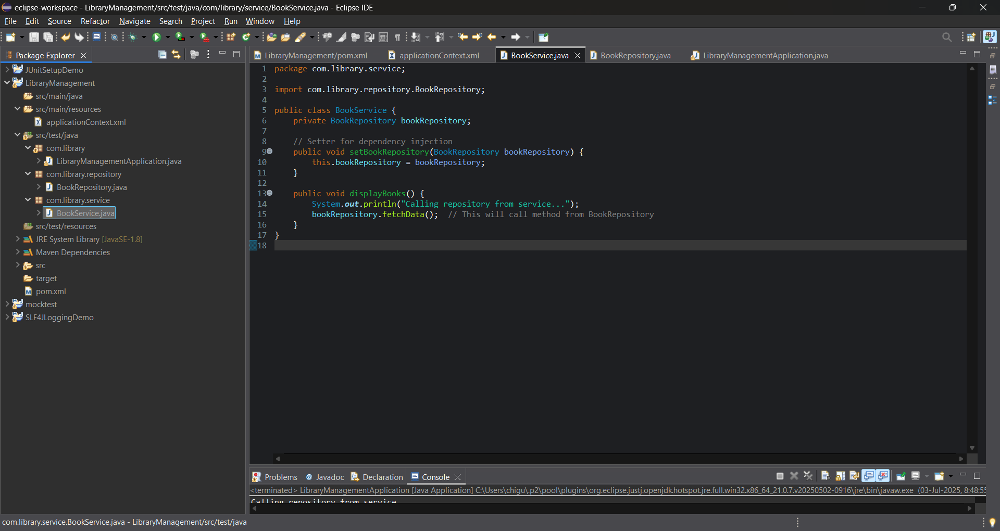 eclipse-workspace - LibraryManagement/src/test/java/com/library/service/BookService.java - Eclipse IDE
File Edit Source Refactor Navigate Search Project Run Window Help
Package Explorer
JUnitSetupDemo
LibraryManagement
src/main/java
src/main/resources
applicationContext.xml
src/test/java
com.library
LibraryManagementApplication.java
com.library.repository
BookRepository.java
com.library.service
BookService.java
src/test/resources
JRE System Library [JavaSE-1.8]
Maven Dependencies
src
target
pom.xml
mocktest
SLF4JLoggingDemo
LibraryManagement/pom.xml applicationContext.xml BookService.java BookRepository.java LibraryManagementApplication.java
1 package com.library.service;
2
3 import com.library.repository.BookRepository;
4
5 public class BookService {
6     private BookRepository bookRepository;
7
8     // Setter for dependency injection
9     public void setBookRepository(BookRepository bookRepository) {
10         this.bookRepository = bookRepository;
11     }
12
13     public void displayBooks() {
14         System.out.println("Calling repository from service...");
15         bookRepository.fetchData();  // This will call method from BookRepository
16     }
17 }
18
Problems Javadoc Declaration Console
<terminated> LibraryManagementApplication [Java Application] C:\Users\chigu\.p2\pool\plugins\org.eclipse.justj.openjdk.hotspot.jre.full.win32.x86_64_21.0.7.v20250502-0916\jre\bin\javaw.exe (03-Jul-2025, 8:48:55
Calling repository from service
com.library.service.BookService.java - LibraryManagement/src/test/java